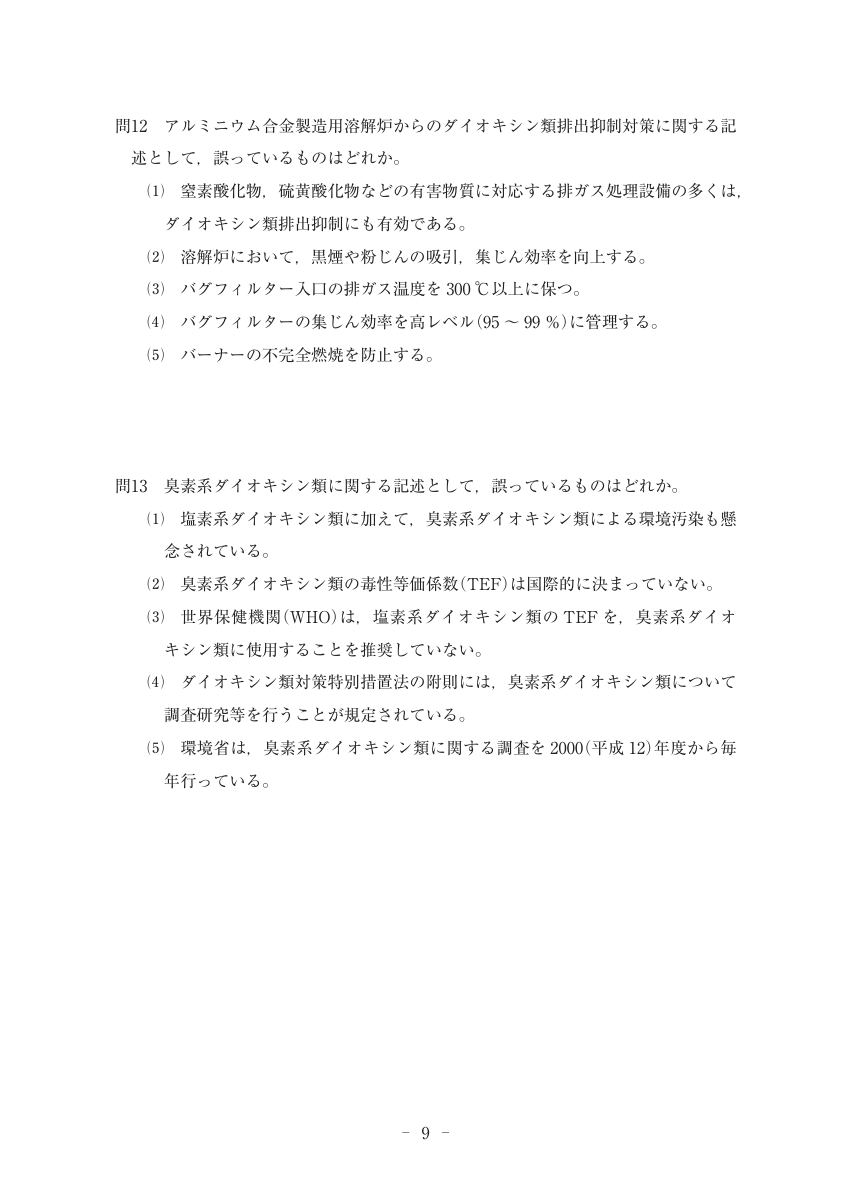 問12　アルミニウム合金製造用溶解炉からのダイオキシン類排出抑制対策に関する記
述として，誤っているものはどれか。
⑴　窒素酸化物，硫黄酸化物などの有害物質に対応する排ガス処理設備の多くは，
ダイオキシン類排出抑制にも有効である。
⑵　溶解炉において，黒煙や粉じんの吸引，集じん効率を向上する。
⑶　バグフィルター入口の排ガス温度を 300 ℃以上に保つ。
⑷　バグフィルターの集じん効率を高レベル（95 ～ 99 ％）に管理する。
⑸　バーナーの不完全燃焼を防止する。
問13　臭素系ダイオキシン類に関する記述として，誤っているものはどれか。
⑴　塩素系ダイオキシン類に加えて，臭素系ダイオキシン類による環境汚染も懸
念されている。
⑵　臭素系ダイオキシン類の毒性等価係数（TEF）は国際的に決まっていない。
⑶　世界保健機関（WHO）は，塩素系ダイオキシン類の TEF を，臭素系ダイオ
キシン類に使用することを推奨していない。
⑷　ダイオキシン類対策特別措置法の附則には，臭素系ダイオキシン類について
調査研究等を行うことが規定されている。
⑸　環境省は，臭素系ダイオキシン類に関する調査を 2000（平成 12）年度から毎
年行っている。
－ 9 －